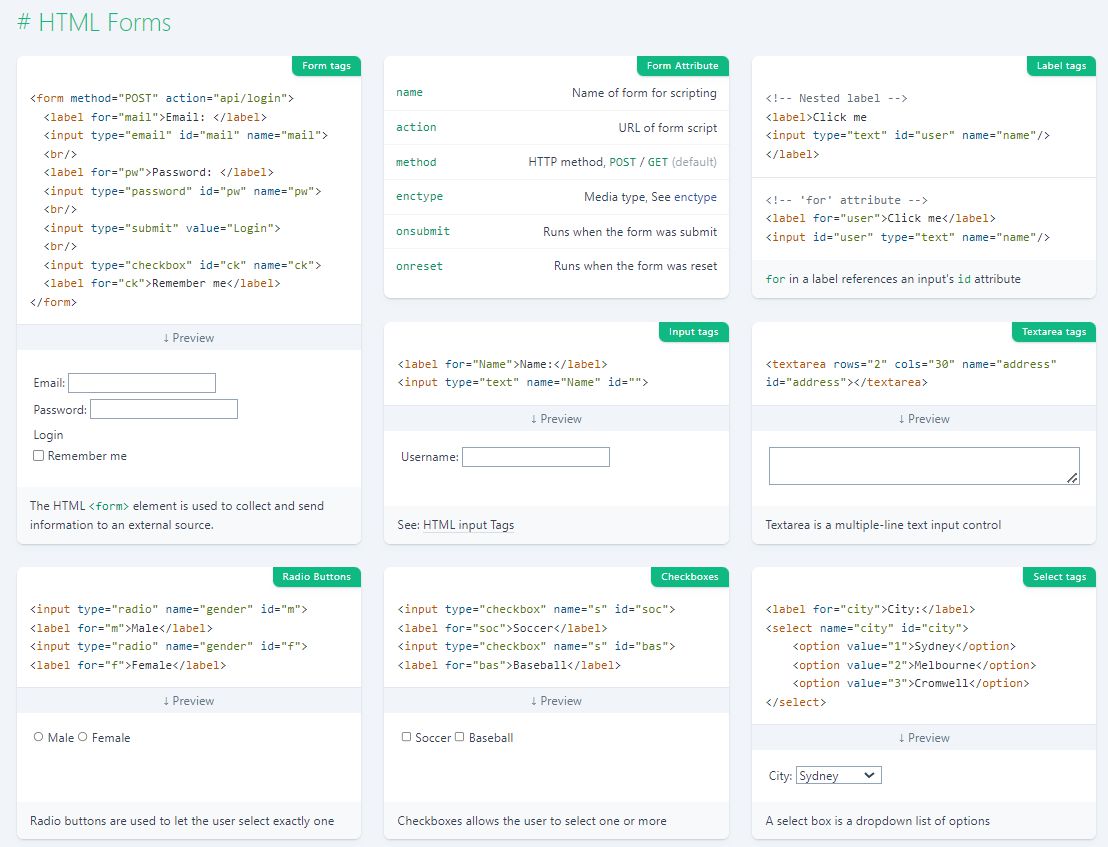 # HTML Forms
Form tags
<form method="POST" action="api/login">
<label for="mail">Email: </label>
<input type="email" id="mail" name="mail">
<br/>
<label for="pw">Password: </label>
<input type="password" id="pw" name="pw">
<br/>
<input type="submit" value="Login">
<br/>
<input type="checkbox" id="ck" name="ck">
<label for="ck">Remember me</label>
</form>
↓ Preview
Email:
Password:
Login
Remember me
The HTML <form> element is used to collect and send
information to an external source.
Form Attribute
name Name of form for scripting
action URL of form script
method HTTP method, POST / GET (default)
enctype Media type, See enctype
onsubmit Runs when the form was submit
onreset Runs when the form was reset
Label tags
<!-- Nested label -->
<label>Click me
<input type="text" id="user" name="name"/>
</label>
<!-- 'for' attribute -->
<label for="user">Click me</label>
<input id="user" type="text" name="name"/>
for in a label references an input's id attribute
Input tags
<label for="Name">Name:</label>
<input type="text" name="Name" id="">
↓ Preview
Username:
See: HTML input Tags
Textarea tags
<textarea rows="2" cols="30" name="address"
id="address"></textarea>
↓ Preview
Textarea is a multiple-line text input control
Radio Buttons
<input type="radio" name="gender" id="m">
<label for="m">Male</label>
<input type="radio" name="gender" id="f">
<label for="f">Female</label>
↓ Preview
Male Female
Radio buttons are used to let the user select exactly one
Checkboxes
<input type="checkbox" name="s" id="soc">
<label for="soc">Soccer</label>
<input type="checkbox" name="s" id="bas">
<label for="bas">Baseball</label>
↓ Preview
Soccer Baseball
Checkboxes allows the user to select one or more
Select tags
<label for="city">City:</label>
<select name="city" id="city">
<option value="1">Sydney</option>
<option value="2">Melbourne</option>
<option value="3">Cromwell</option>
</select>
↓ Preview
City: Sydney
A select box is a dropdown list of options